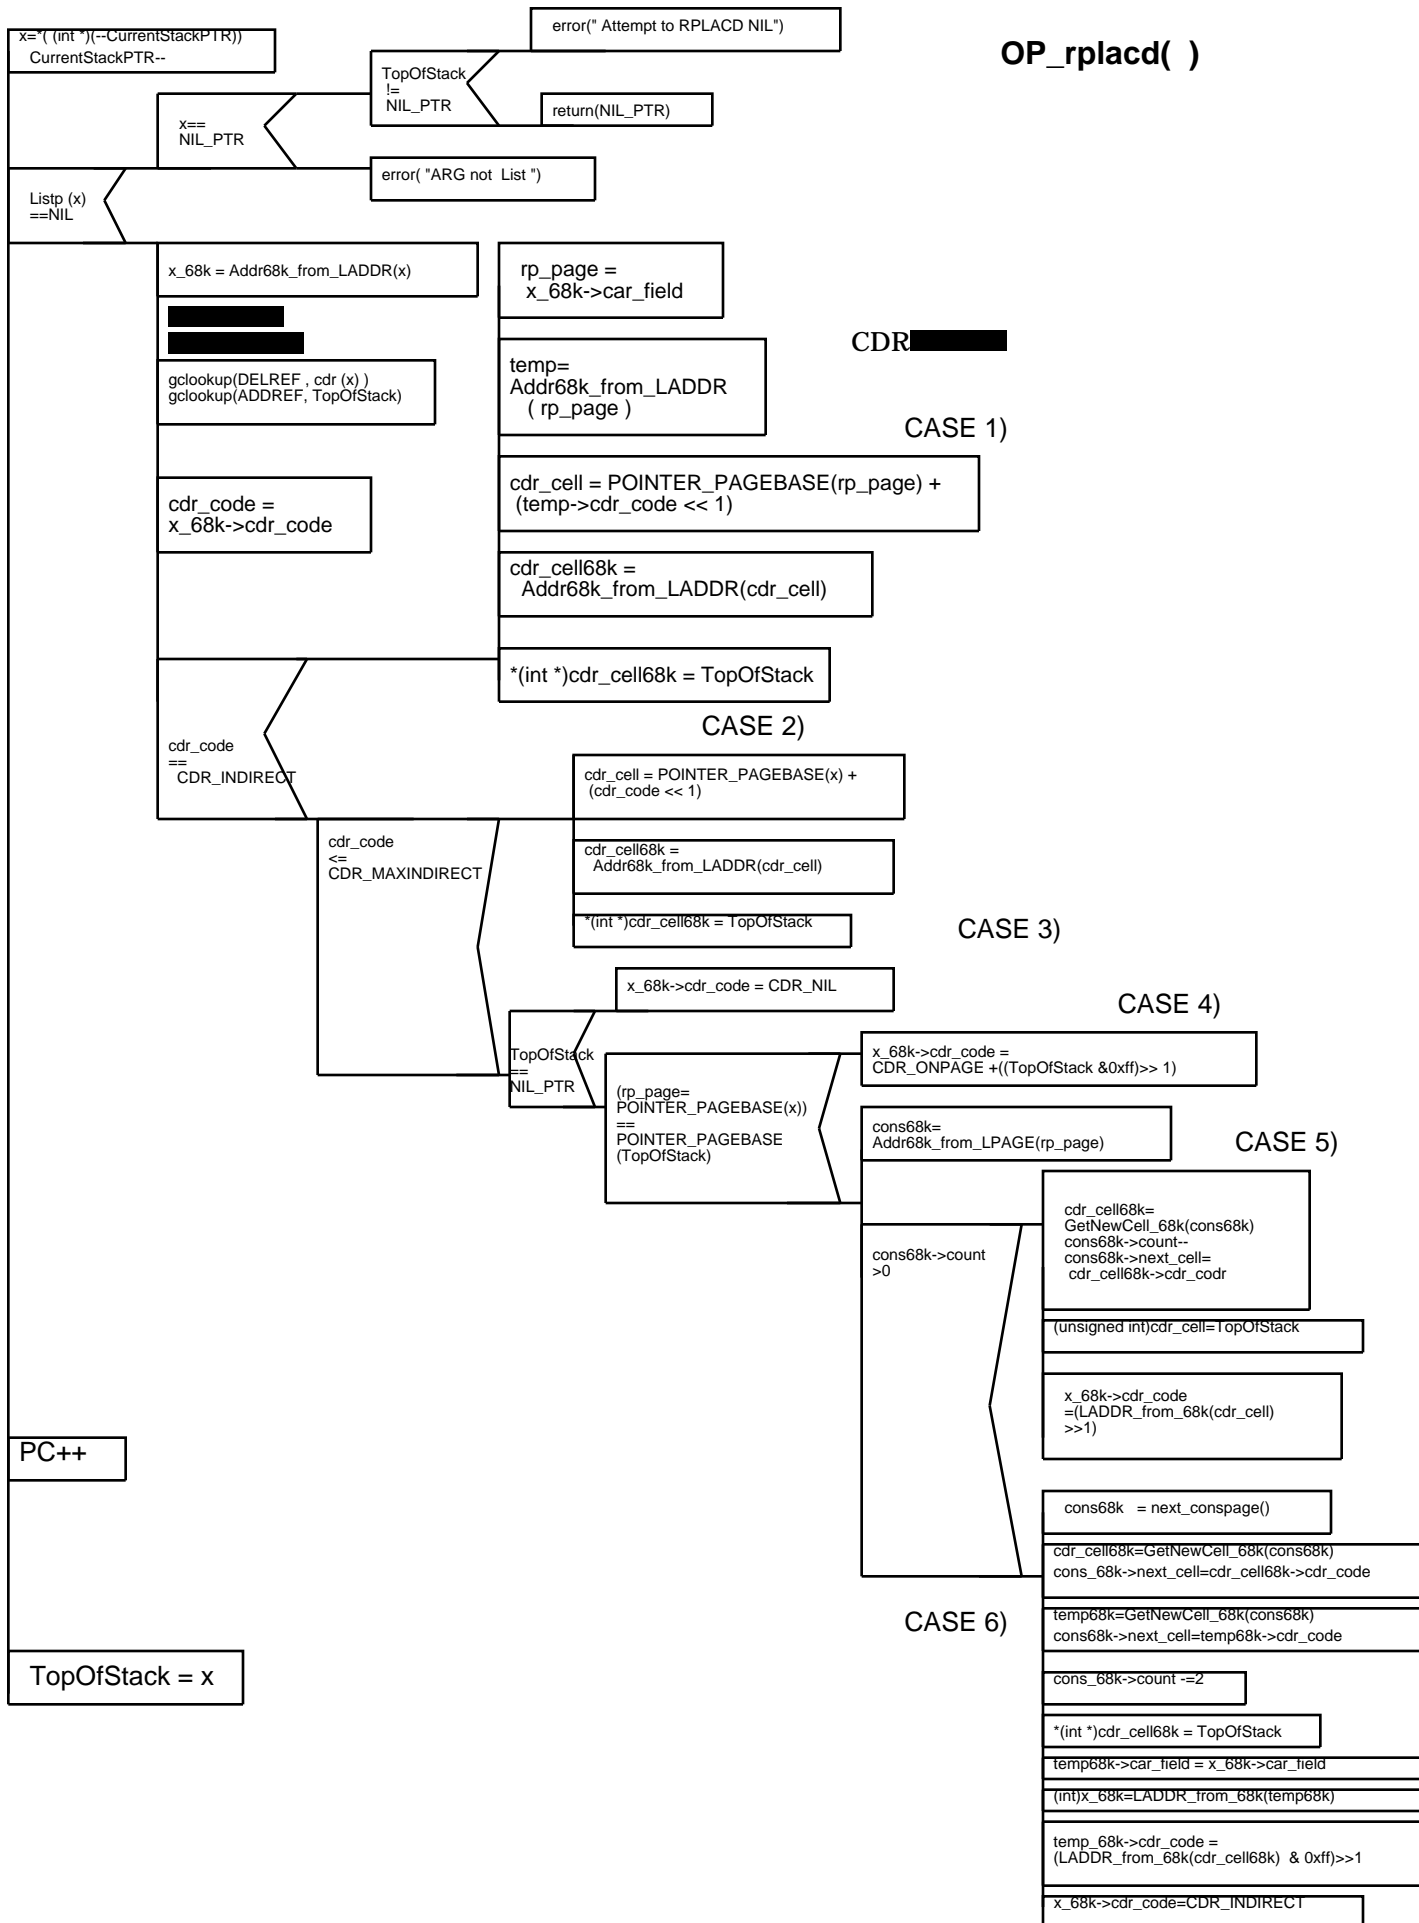 x=*( (int *)(--CurrentStackPTR))
CurrentStackPTR--
error(" Attempt to RPLACD NIL")
OP_rplacd( )
TopOfStack
!=
NIL_PTR
return(NIL_PTR)
x==
NIL_PTR
error( "ARG not List ")
Listp (x)
==NIL
x_68k = Addr68k_from_LADDR(x)
gclookup(DELREF , cdr (x) )
gclookup(ADDREF, TopOfStack)
cdr_code =
x_68k->cdr_code
rp_page =
x_68k->car_field
temp=
Addr68k_from_LADDR
( rp_page )
CDR
CASE 1)
cdr_cell = POINTER_PAGEBASE(rp_page) +
(temp->cdr_code << 1)
cdr_cell68k =
Addr68k_from_LADDR(cdr_cell)
*(int *)cdr_cell68k = TopOfStack
cdr_code
==
CDR_INDIRECT
CASE 2)
cdr_cell = POINTER_PAGEBASE(x) +
(cdr_code << 1)
cdr_code
<=
CDR_MAXINDIRECT
cdr_cell68k =
Addr68k_from_LADDR(cdr_cell)
*(int *)cdr_cell68k = TopOfStack
CASE 3)
x_68k->cdr_code = CDR_NIL
TopOfStack
==
NIL_PTR
CASE 4)
x_68k->cdr_code =
CDR_ONPAGE +((TopOfStack &0xff)>> 1)
(rp_page=
POINTER_PAGEBASE(x))
==
POINTER_PAGEBASE
(TopOfStack)
cons68k=
Addr68k_from_LPAGE(rp_page)
CASE 5)
cons68k->count
>0
cdr_cell68k=
GetNewCell_68k(cons68k)
cons68k->count--
cons68k->next_cell=
cdr_cell68k->cdr_codr
(unsigned int)cdr_cell=TopOfStack
x_68k->cdr_code
=(LADDR_from_68k(cdr_cell)
>>1)
PC++
cons68k = next_conspage()
cdr_cell68k=GetNewCell_68k(cons68k)
cons_68k->next_cell=cdr_cell68k->cdr_code
CASE 6)
temp68k=GetNewCell_68k(cons68k)
cons68k->next_cell=temp68k->cdr_code
TopOfStack = x
cons_68k->count -=2
*(int *)cdr_cell68k = TopOfStack
temp68k->car_field = x_68k->car_field
(int)x_68k=LADDR_from_68k(temp68k)
temp_68k->cdr_code =
(LADDR_from_68k(cdr_cell68k) & 0xff)>>1
x_68k->cdr_code=CDR_INDIRECT